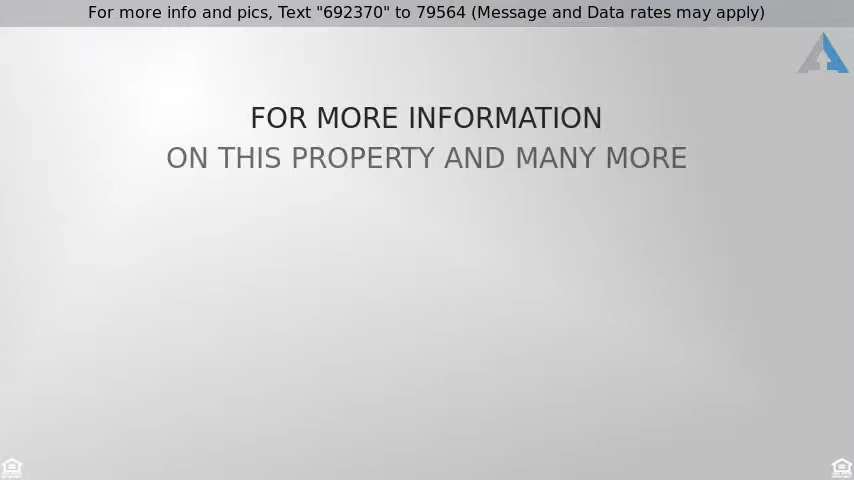 For more info and pics, Text "692370" to 79564 (Message and Data rates may apply)
FOR MORE INFORMATION
ON THIS PROPERTY AND MANY MORE